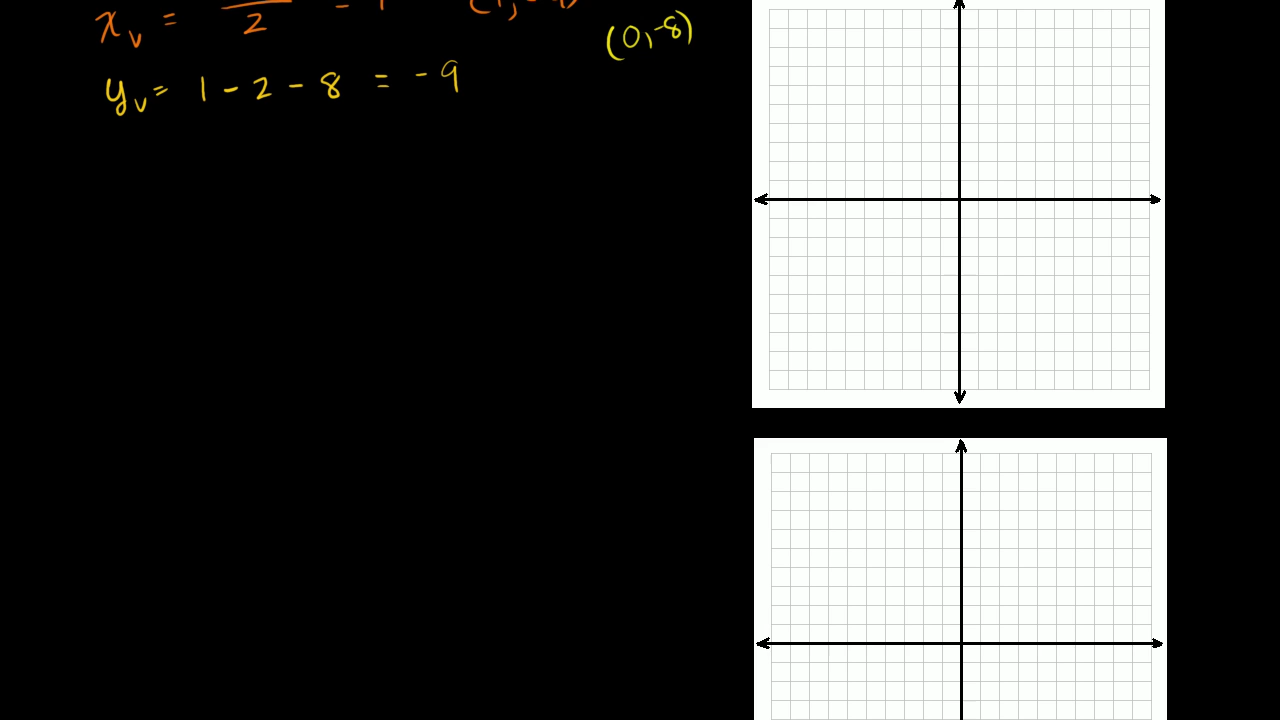 x_v = / 2 = 1
(0, -8)
y_v = 1 - 2 - 8 = -9